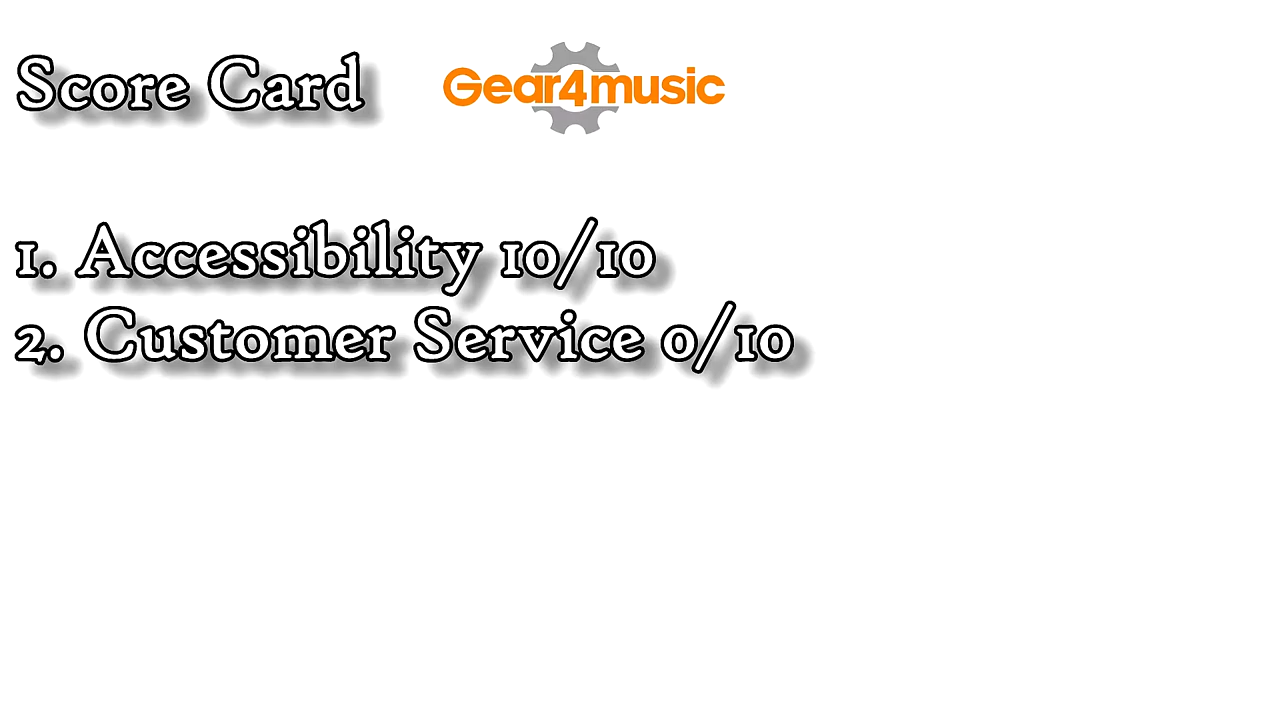 Score Card Gear4music
1. Accessibility 10/10
2. Customer Service 0/10